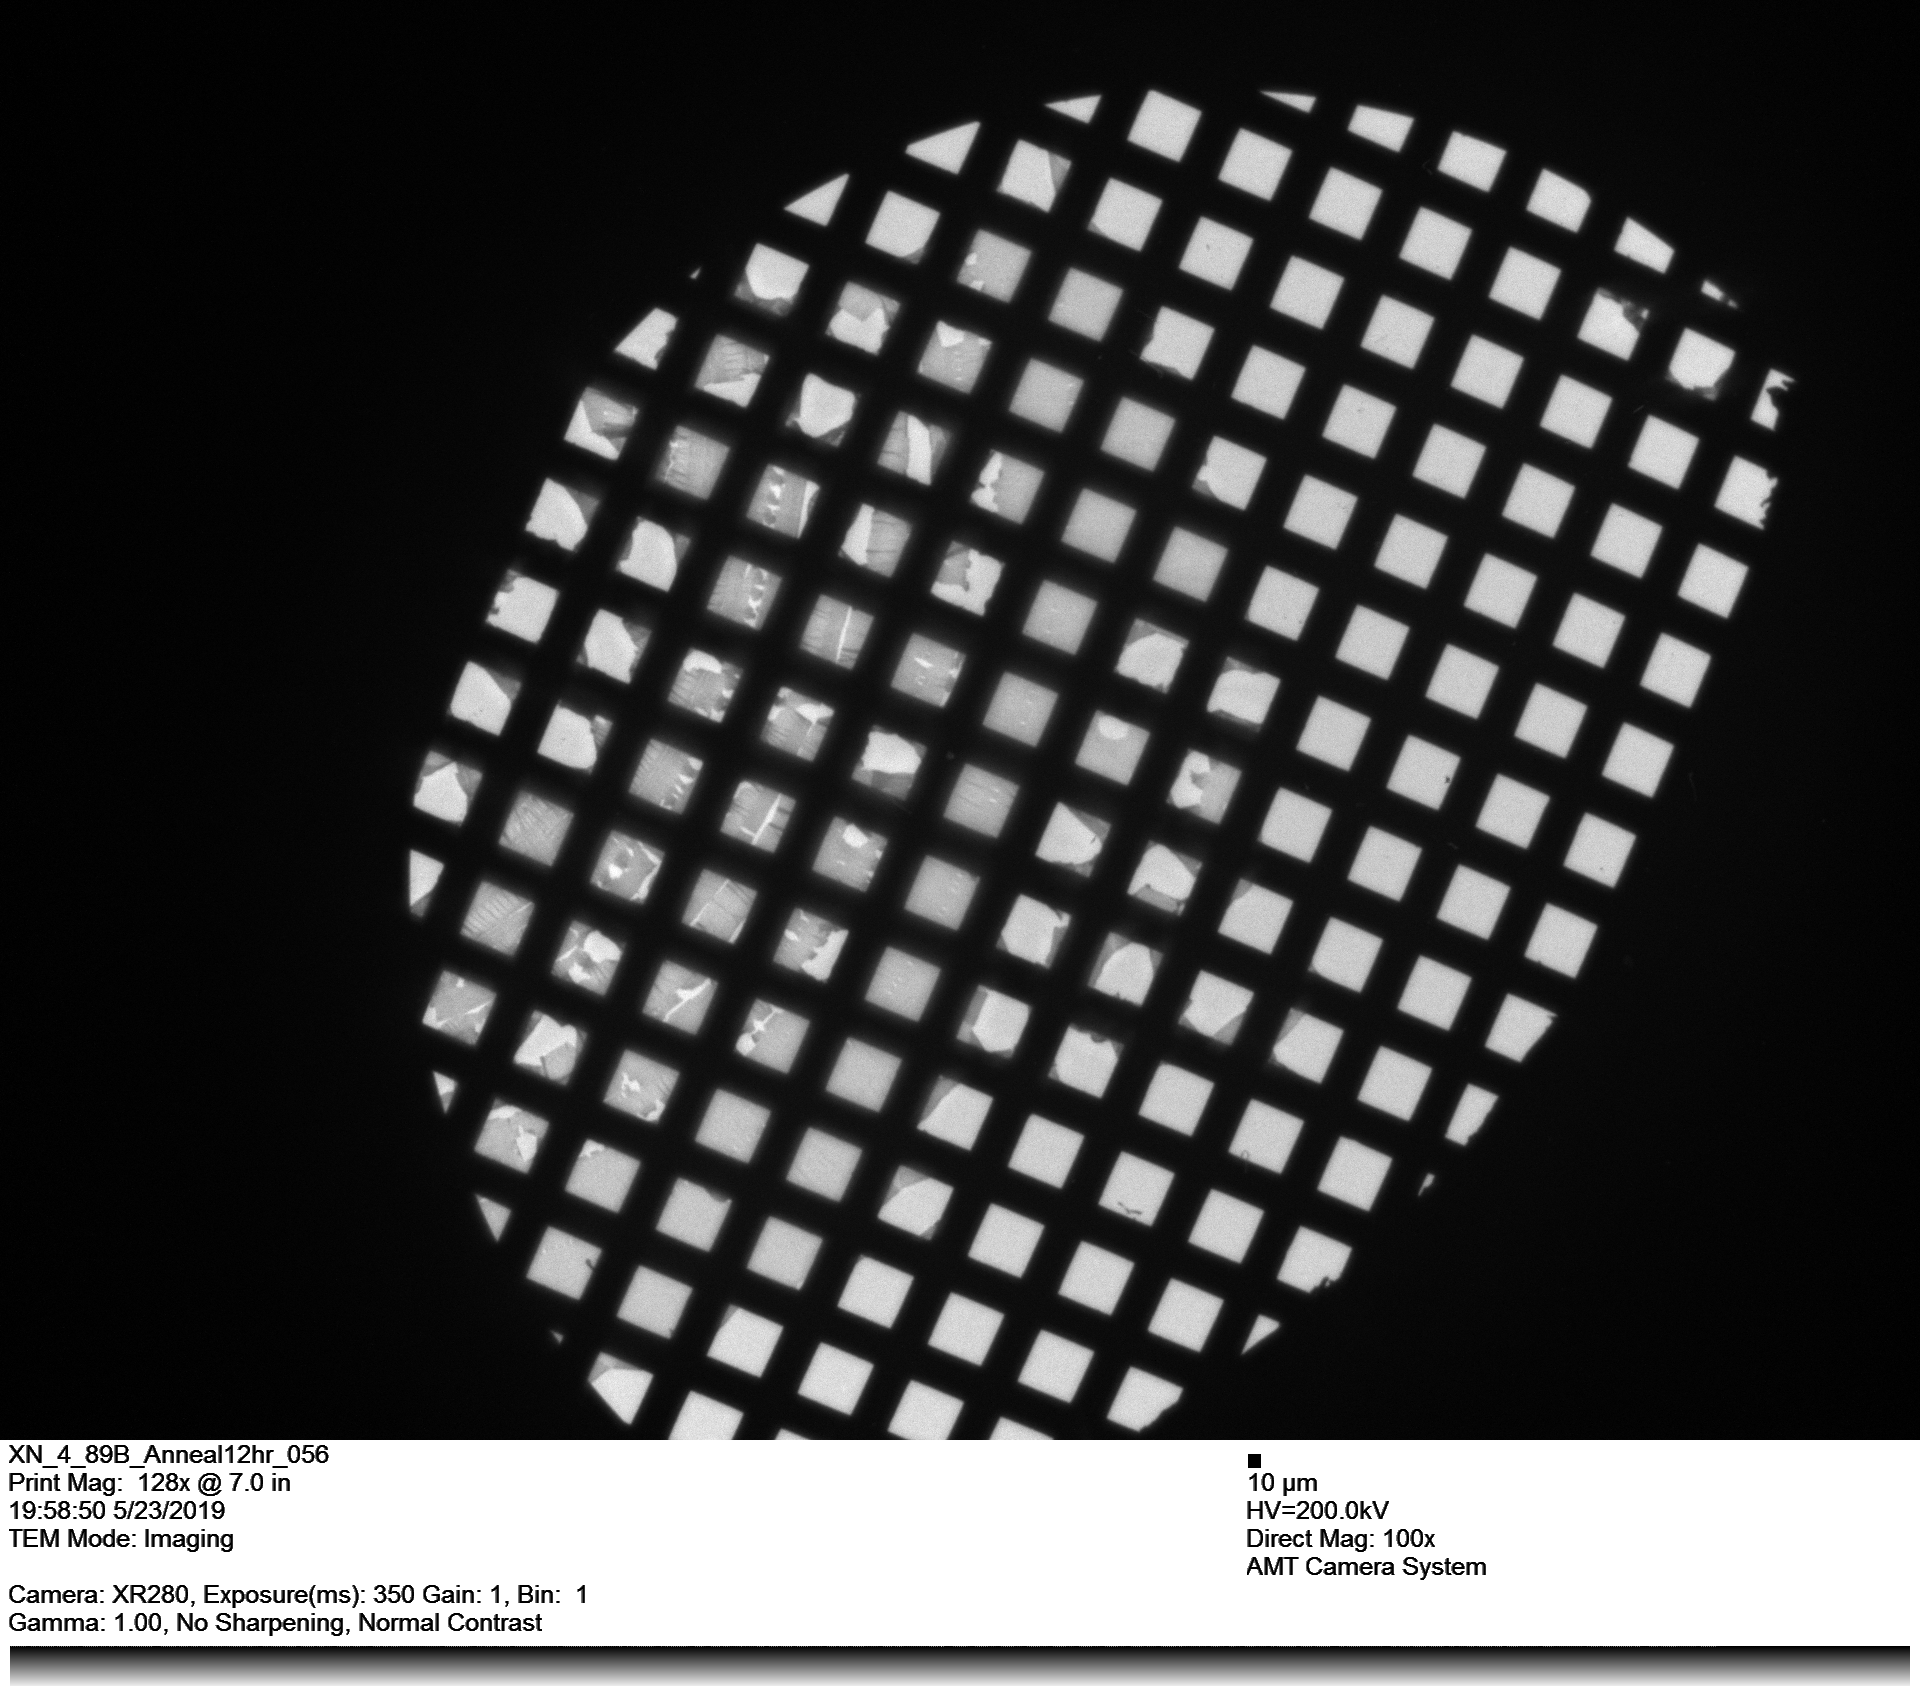 XN_4_89B_Anneal12hr_056
Print Mag:  128x @ 7.0 in
19:58:50 5/23/2019
TEM Mode: Imaging
Camera: XR280, Exposure(ms): 350 Gain: 1, Bin:  1
Gamma: 1.00, No Sharpening, Normal Contrast
10 µm
HV=200.0kV
Direct Mag: 100x
AMT Camera System